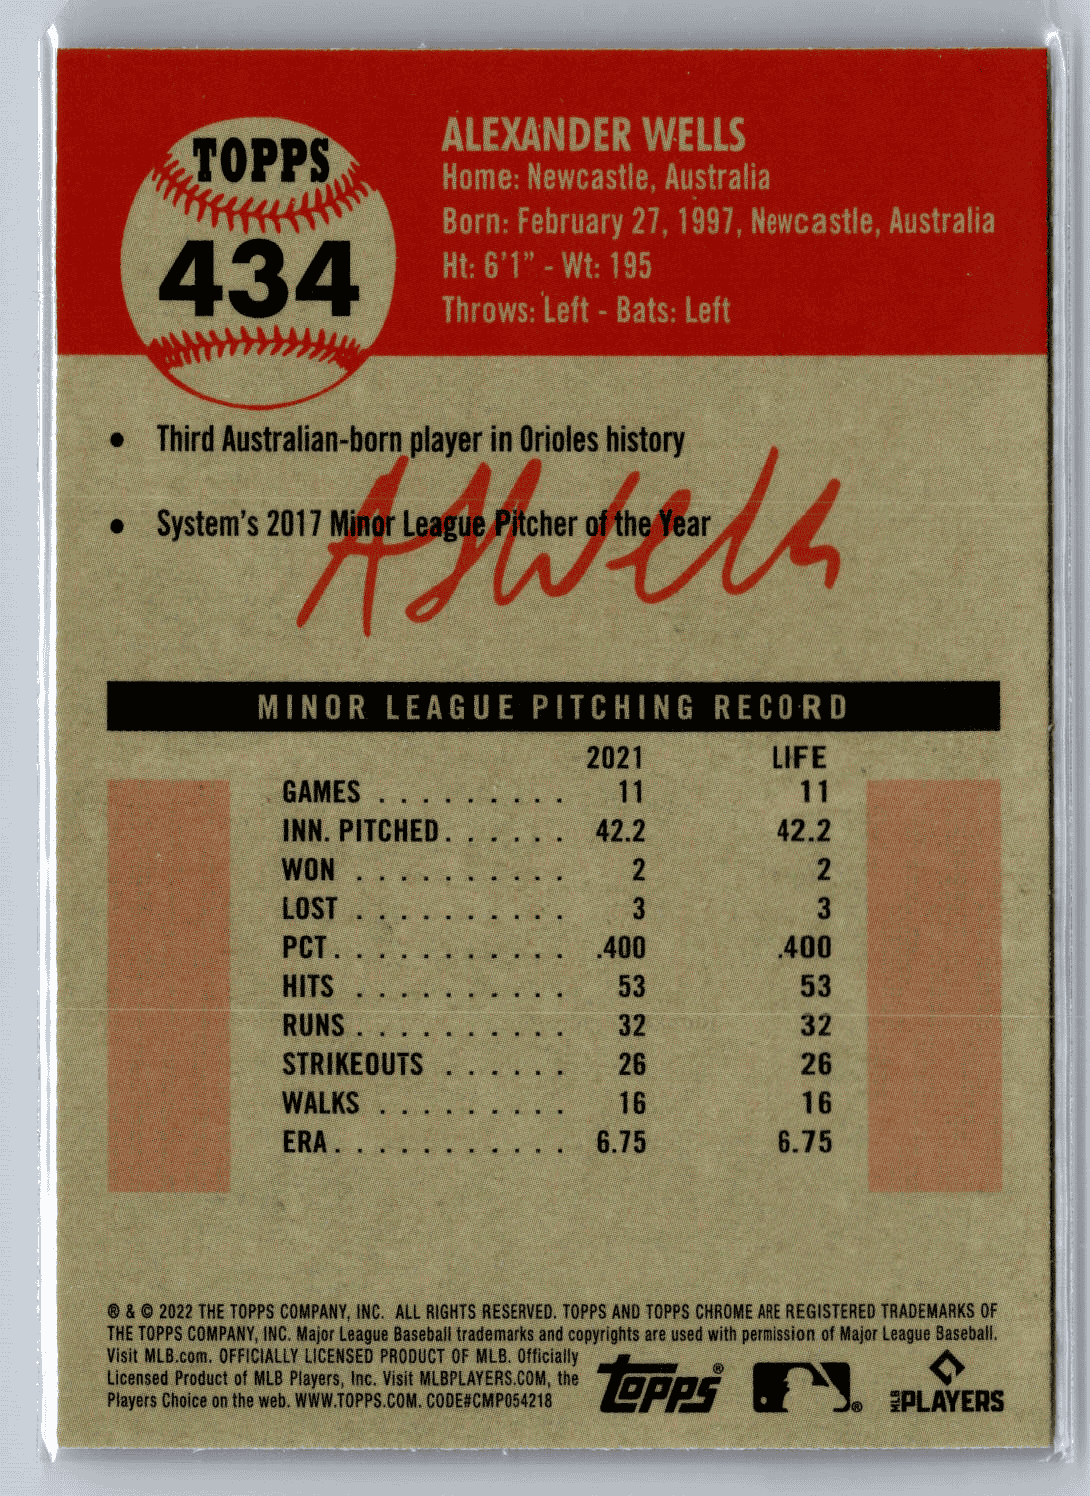 TOPPS
434
ALEXANDER WELLS
Home: Newcastle, Australia
Born: February 27, 1997, Newcastle, Australia
Ht: 6'1" - Wt: 195
Throws: Left - Bats: Left
• Third Australian-born player in Orioles history
• System's 2017 Minor League Pitcher of the Year
A Wells
MINOR LEAGUE PITCHING RECORD
2021 LIFE
GAMES . . . . . . . . . 11 11
INN. PITCHED. . . . . . 42.2 42.2
WON . . . . . . . . . . 2 2
LOST . . . . . . . . . . 3 3
PCT. . . . . . . . . . . .400 .400
HITS . . . . . . . . . . 53 53
RUNS. . . . . . . . . . 32 32
STRIKEOUTS . . . . . . 26 26
WALKS . . . . . . . . . 16 16
ERA. . . . . . . . . . . 6.75 6.75
® & © 2022 THE TOPPS COMPANY, INC. ALL RIGHTS RESERVED. TOPPS AND TOPPS CHROME ARE REGISTERED TRADEMARKS OF
THE TOPPS COMPANY, INC. Major League Baseball trademarks and copyrights are used with permission of Major League Baseball.
Visit MLB.com. OFFICIALLY LICENSED PRODUCT OF MLB. Officially
Licensed Product of MLB Players, Inc. Visit MLBPLAYERS.COM, the
Players Choice on the web. WWW.TOPPS.COM. CODE#CMP054218
Topps®
®
MLB PLAYERS